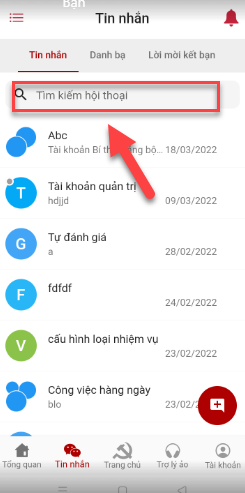 Bạn
Tin nhắn
Tin nhắn Danh bạ Lời mời kết bạn
Tìm kiếm hội thoại
Abc
Tài khoản Bí th 18/03/2022
T Tài khoản quản trị
hdjjd 09/03/2022
G Tự đánh giá
a 28/02/2022
F fdfdf
24/02/2022
V cấu hình loại nhiệm vụ
23/02/2022
Công việc hàng ngày
blo 23/02/2022
Tổng quan Tin nhắn Trang chủ Trợ lý ảo Tài khoản